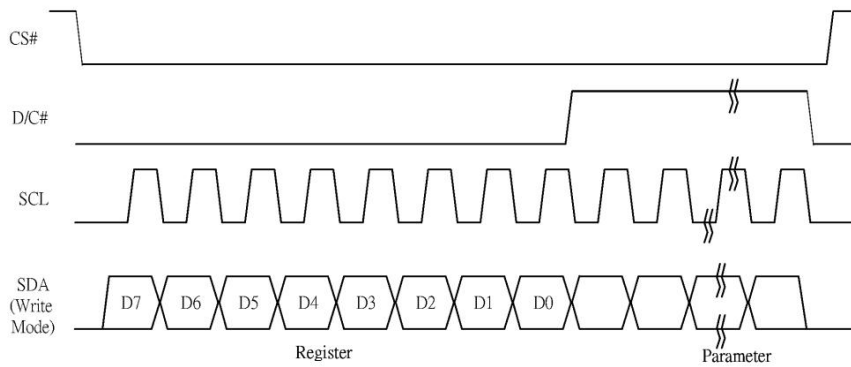 CS#
D/C#
SCL
SDA
(Write
Mode)
D7 D6 D5 D4 D3 D2 D1 D0
Register Parameter